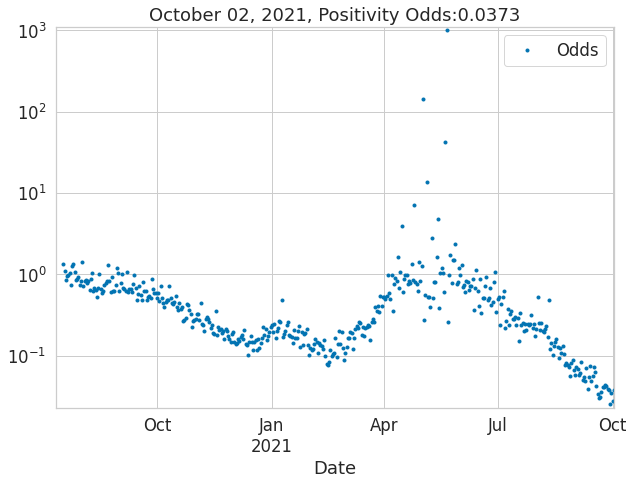 October 02, 2021, Positivity Odds:0.0373
Odds
10³
10²
10¹
10⁰
10⁻¹
Oct
Jan
2021
Apr
Jul
Oct
Date